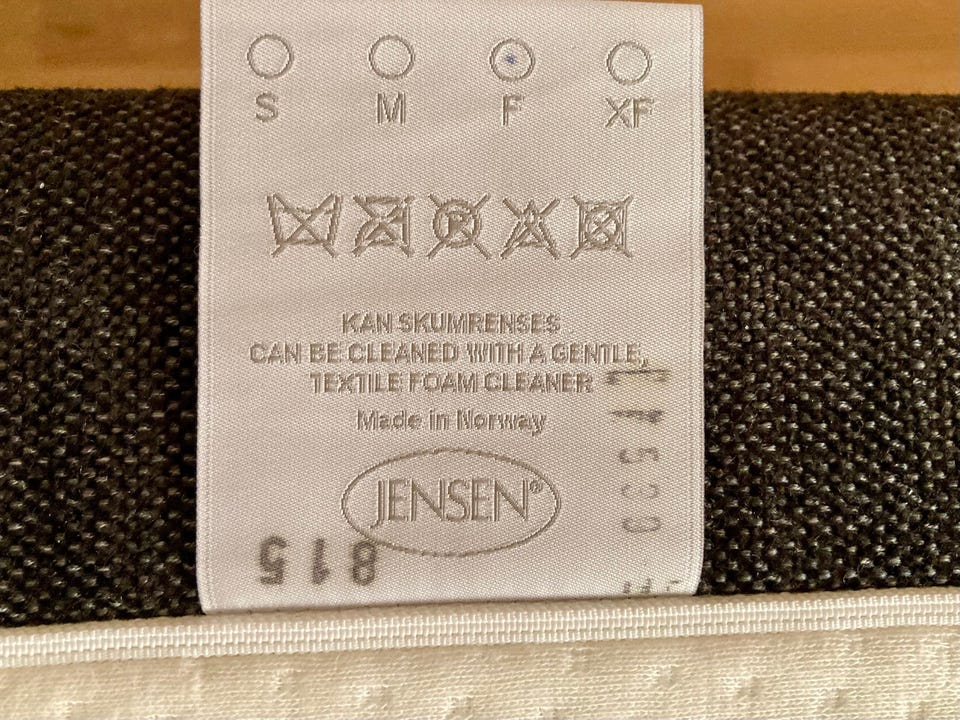 S M F XF
KAN SKUMRENSES
CAN BE CLEANED WITH A GENTLE,
TEXTILE FOAM CLEANER
Made in Norway
JENSEN®
815